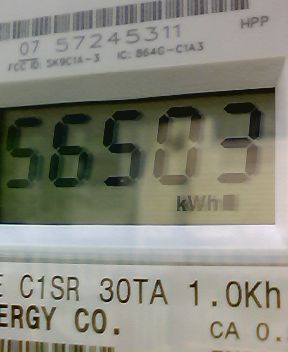 HPP
07 57245311
FCC ID: SK9C1A-3 IC: 864G-C1A3
56503
kWh
E C1SR 30TA 1.0Kh
ERGY CO.
CA 0.